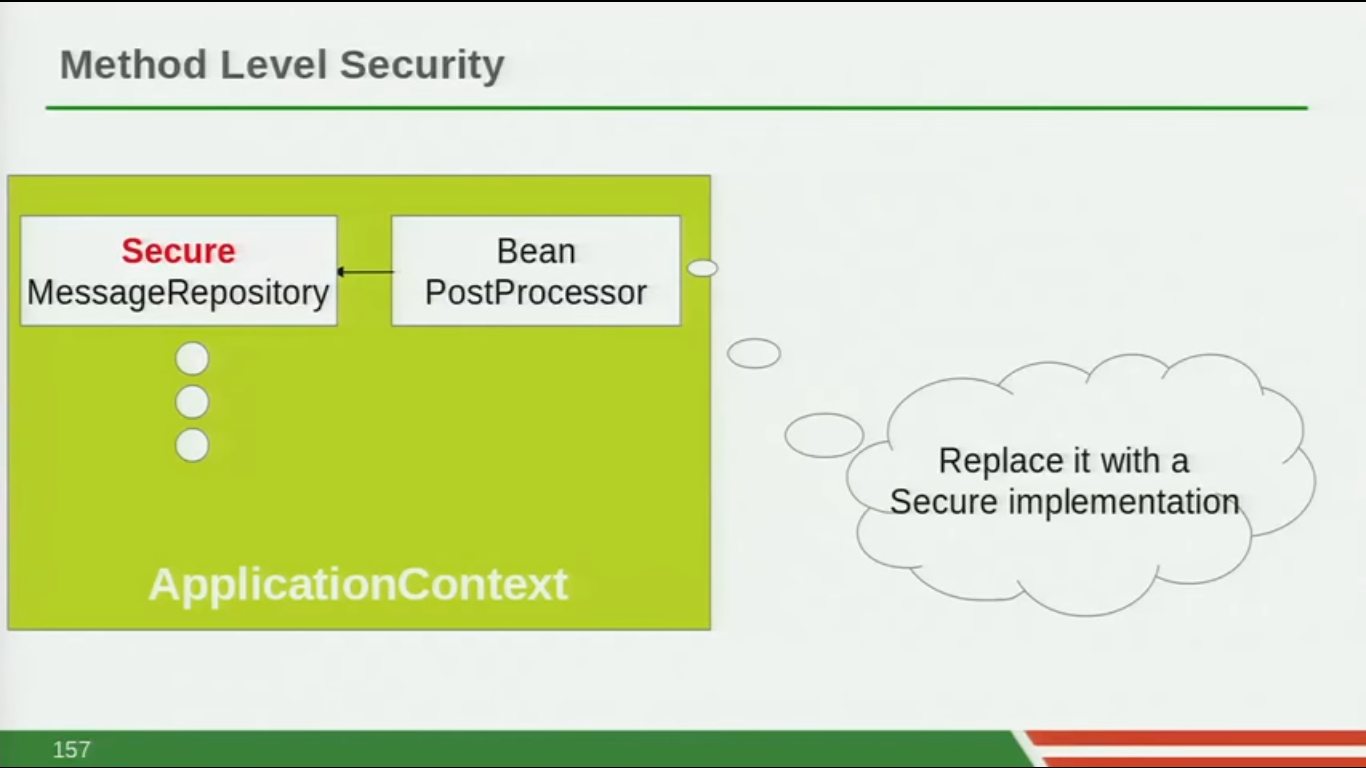 Method Level Security
Secure
MessageRepository
Bean
PostProcessor
Replace it with a
Secure implementation
ApplicationContext
157